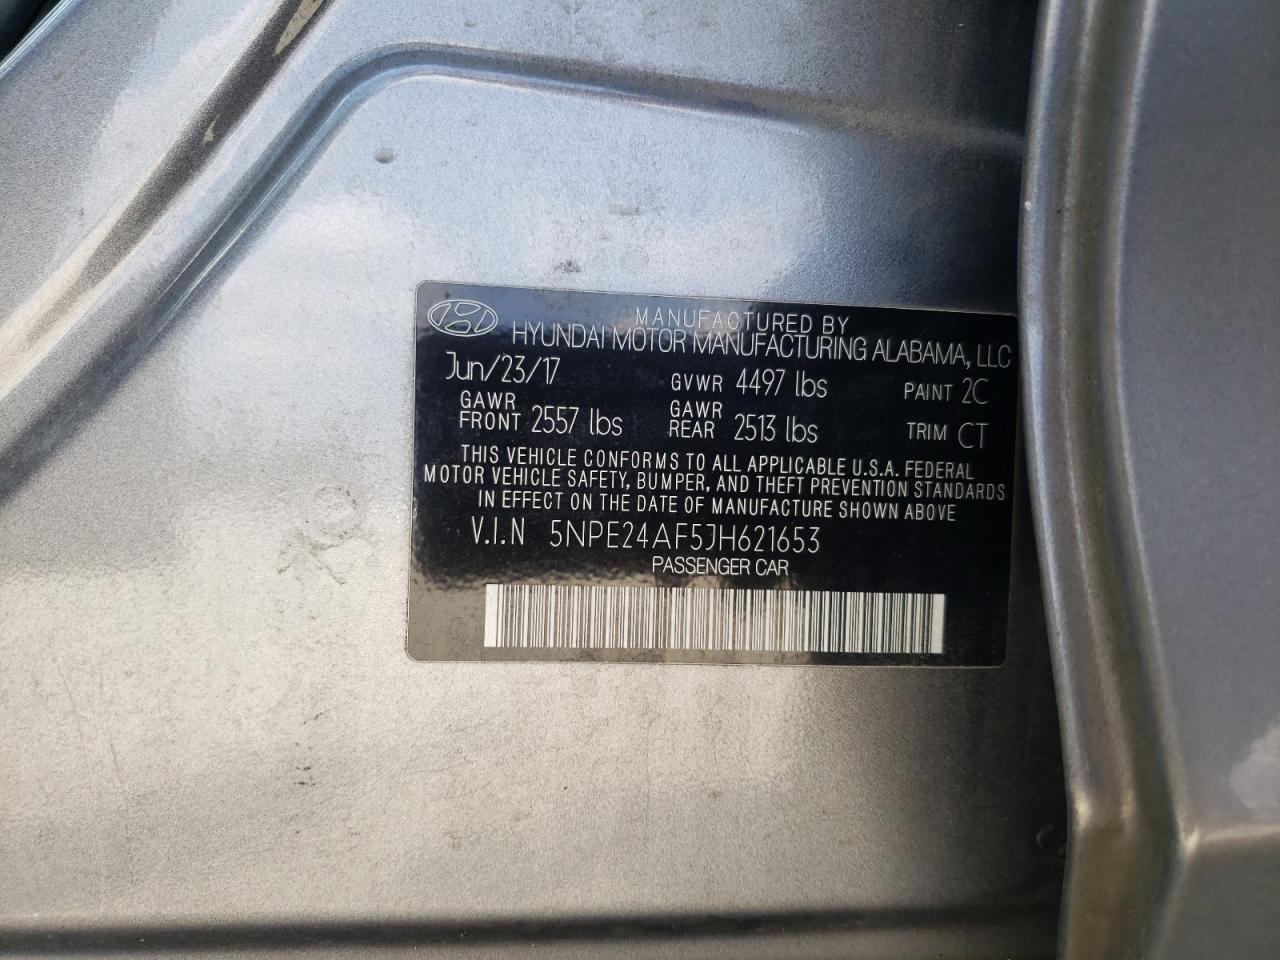 MANUFACTURED BY
HYUNDAI MOTOR MANUFACTURING ALABAMA, LLC
Jun/23/17 GVWR 4497 lbs PAINT 2C
GAWR FRONT 2557 lbs GAWR REAR 2513 lbs TRIM CT
THIS VEHICLE CONFORMS TO ALL APPLICABLE U.S.A. FEDERAL
MOTOR VEHICLE SAFETY, BUMPER, AND THEFT PREVENTION STANDARDS
IN EFFECT ON THE DATE OF MANUFACTURE SHOWN ABOVE
V.I.N 5NPE24AF5JH621653
PASSENGER CAR